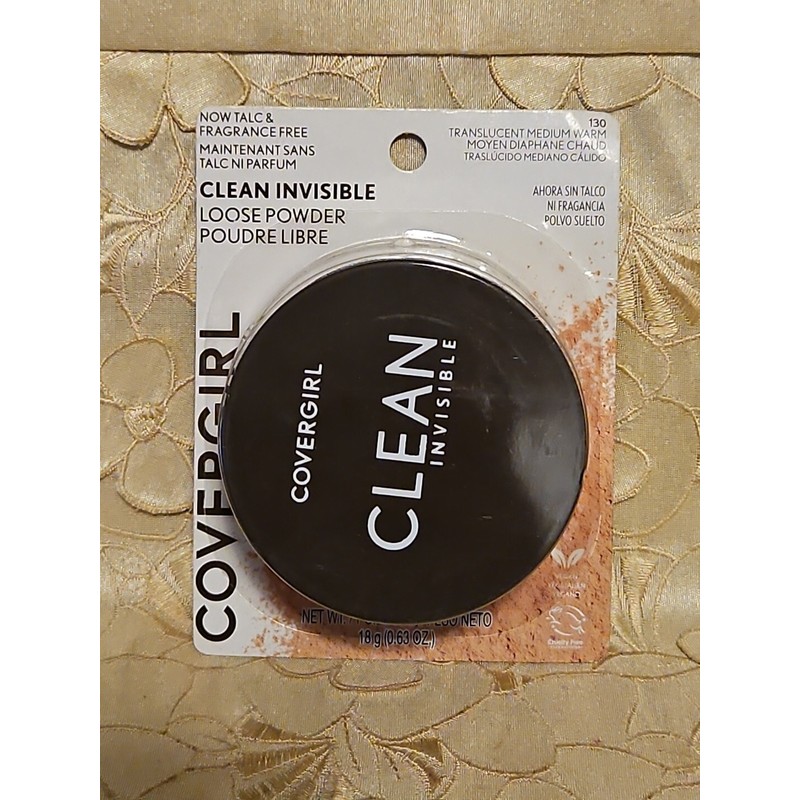 NOW TALC &
FRAGRANCE FREE
MAINTENANT SANS
TALC NI PARFUM
CLEAN INVISIBLE
LOOSE POWDER
POUDRE LIBRE
130
TRANSLUCENT MEDIUM WARM
MOYEN DIAPHANE CHAUD
TRASLÚCIDO MEDIANO CÁLIDO
AHORA SIN TALCO
NI FRAGANCIA
POLVO SUELTO
COVERGIRL
COVERGIRL
CLEAN
INVISIBLE
Cruelty Free
NET WT. NETO
18 g (0.63 OZ.)